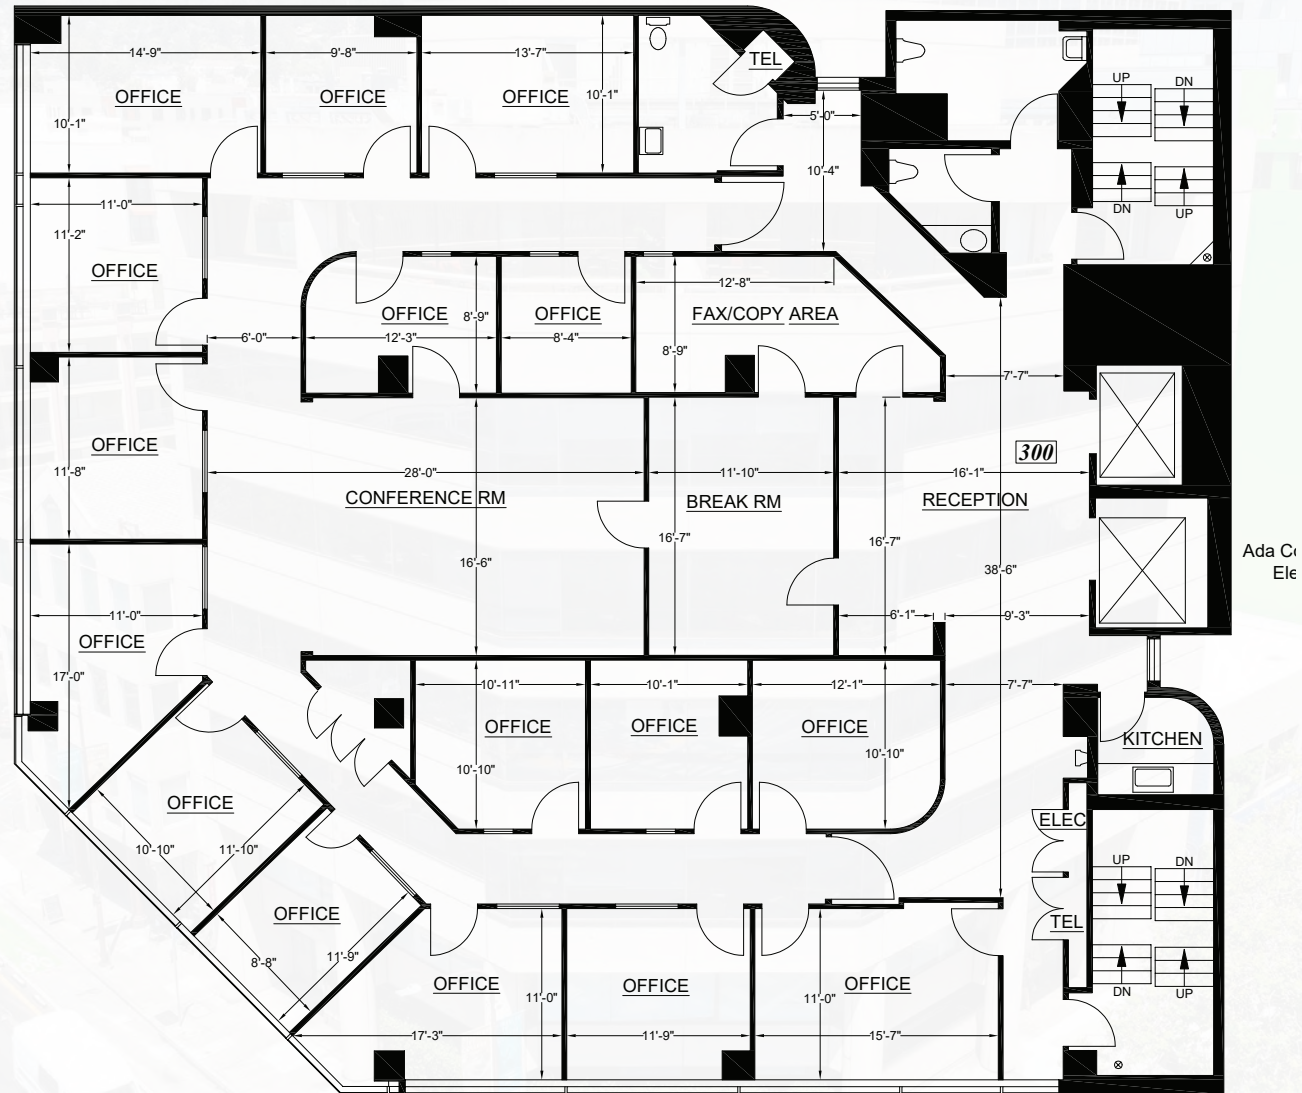 14'-9"
9'-8"
13'-7"
TEL
OFFICE
OFFICE
OFFICE
10'-1"
10'-1"
5'-0"
UP
DN
10'-4"
DN
UP
11'-0"
11'-2"
OFFICE
12'-8"
OFFICE
8'-9"
OFFICE
FAX/COPY AREA
6'-0"
12'-3"
8'-4"
8'-9"
7'-7"
OFFICE
300
11'-8"
28'-0"
11'-10"
16'-1"
CONFERENCE RM
BREAK RM
RECEPTION
16'-7"
16'-7"
Ada Co
Ele
16'-6"
38'-6"
11'-0"
6'-1"
9'-3"
OFFICE
17'-0"
10'-11"
10'-1"
12'-1"
7'-7"
OFFICE
OFFICE
OFFICE
KITCHEN
10'-10"
10'-10"
OFFICE
ELEC
10'-10"
11'-10"
UP
DN
OFFICE
TEL
8'-8"
11'-9"
OFFICE
OFFICE
OFFICE
11'-0"
11'-0"
DN
UP
17'-3"
11'-9"
15'-7"